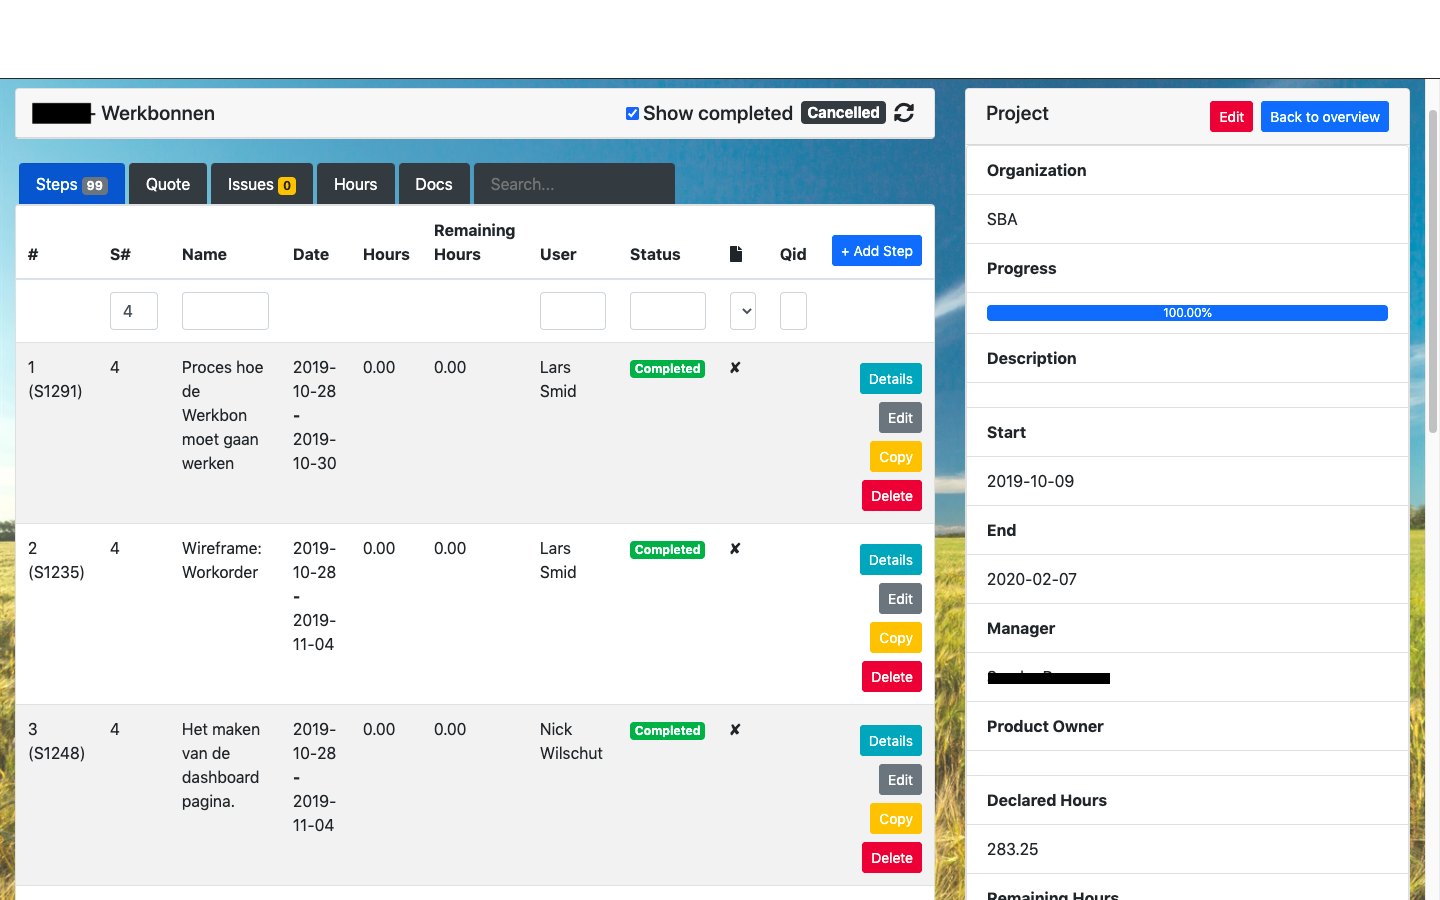 - Werkbonnen
Show completed Cancelled
Steps 99 Quote Issues 0 Hours Docs Search...
# S# Name Date Hours Remaining Hours User Status Qid + Add Step
4
1 (S1291) 4 Proces hoe de Werkbon moet gaan werken 2019-10-28 - 2019-10-30 0.00 0.00 Lars Smid Completed ✘
Details
Edit
Copy
Delete
2 (S1235) 4 Wireframe: Workorder 2019-10-28 - 2019-11-04 0.00 0.00 Lars Smid Completed ✘
Details
Edit
Copy
Delete
3 (S1248) 4 Het maken van de dashboard pagina. 2019-10-28 - 2019-11-04 0.00 0.00 Nick Wilschut Completed ✘
Details
Edit
Copy
Delete
Project Edit Back to overview
Organization
SBA
Progress
100.00%
Description
Start
2019-10-09
End
2020-02-07
Manager
Product Owner
Declared Hours
283.25
Remaining Hours